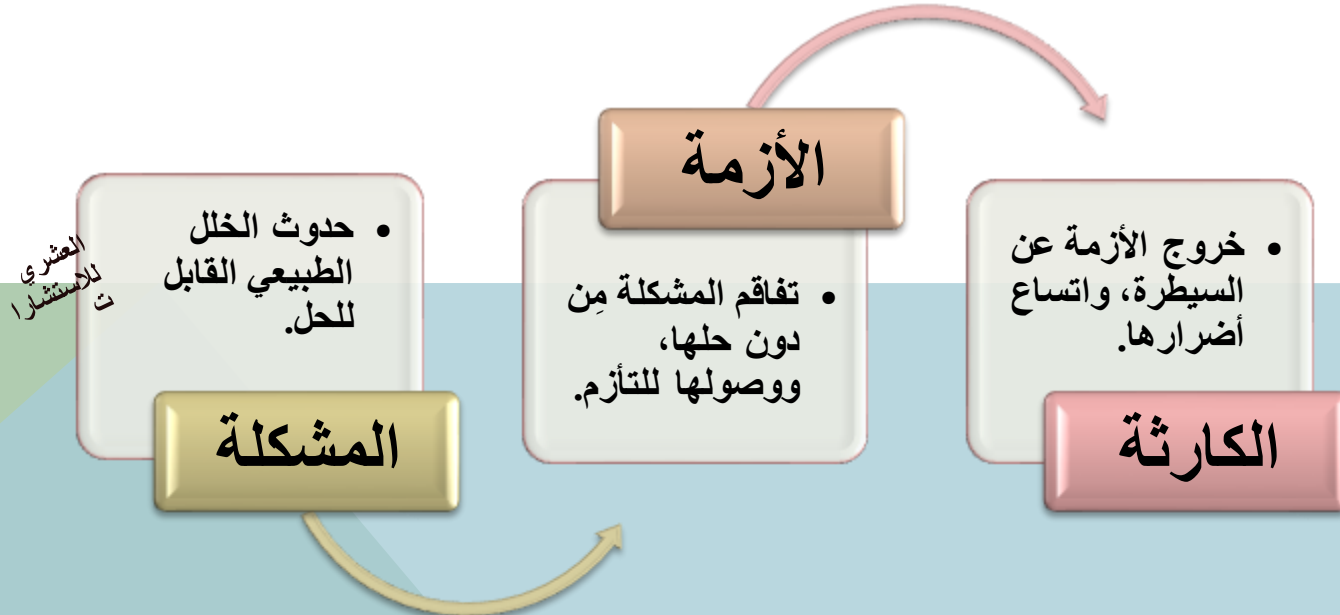 العشري
للاستشارا
ت
• حدوث الخلل
الطبيعي القابل
للحل.
المشكلة
الأزمة
• تفاقم المشكلة مِن
دون حلها،
ووصولها للتأزم.
• خروج الأزمة عن
السيطرة، واتساع
أضرارها.
الكارثة